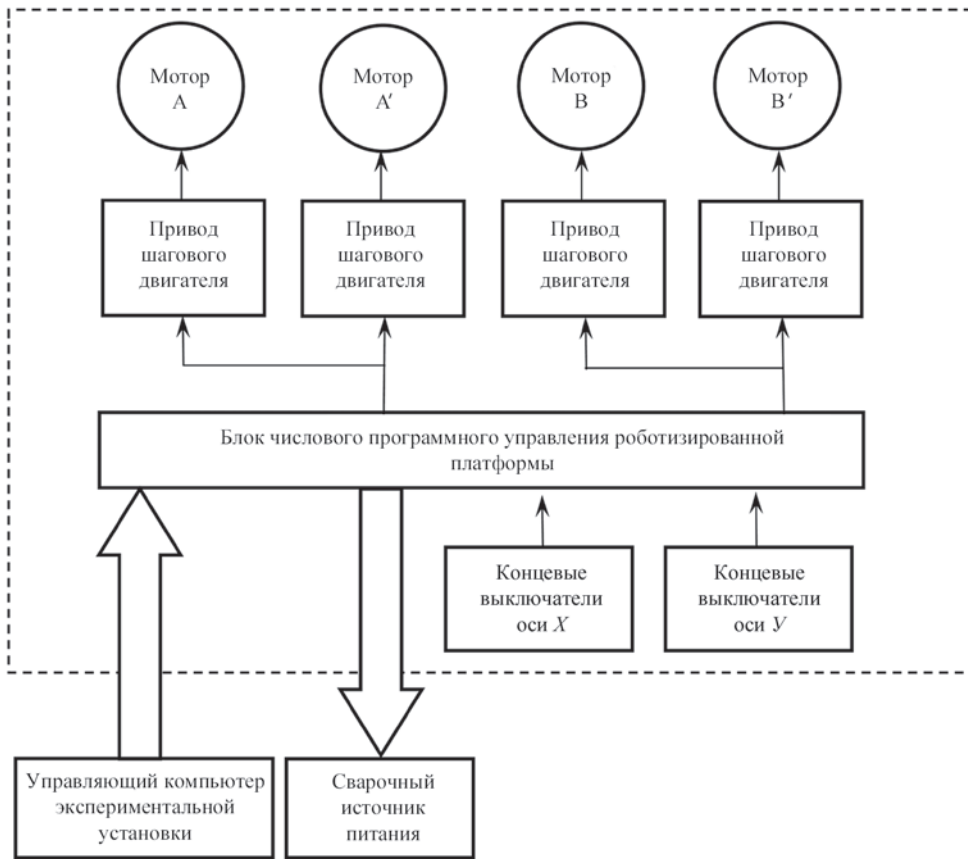 Мотор
А
Мотор
А′
Мотор
В
Мотор
В′
Привод
шагового
двигателя
Привод
шагового
двигателя
Привод
шагового
двигателя
Привод
шагового
двигателя
Блок числового программного управления роботизированной
платформы
Концевые
выключатели
оси X
Концевые
выключатели
оси У
Управляющий компьютер
экспериментальной
установки
Сварочный
источник
питания